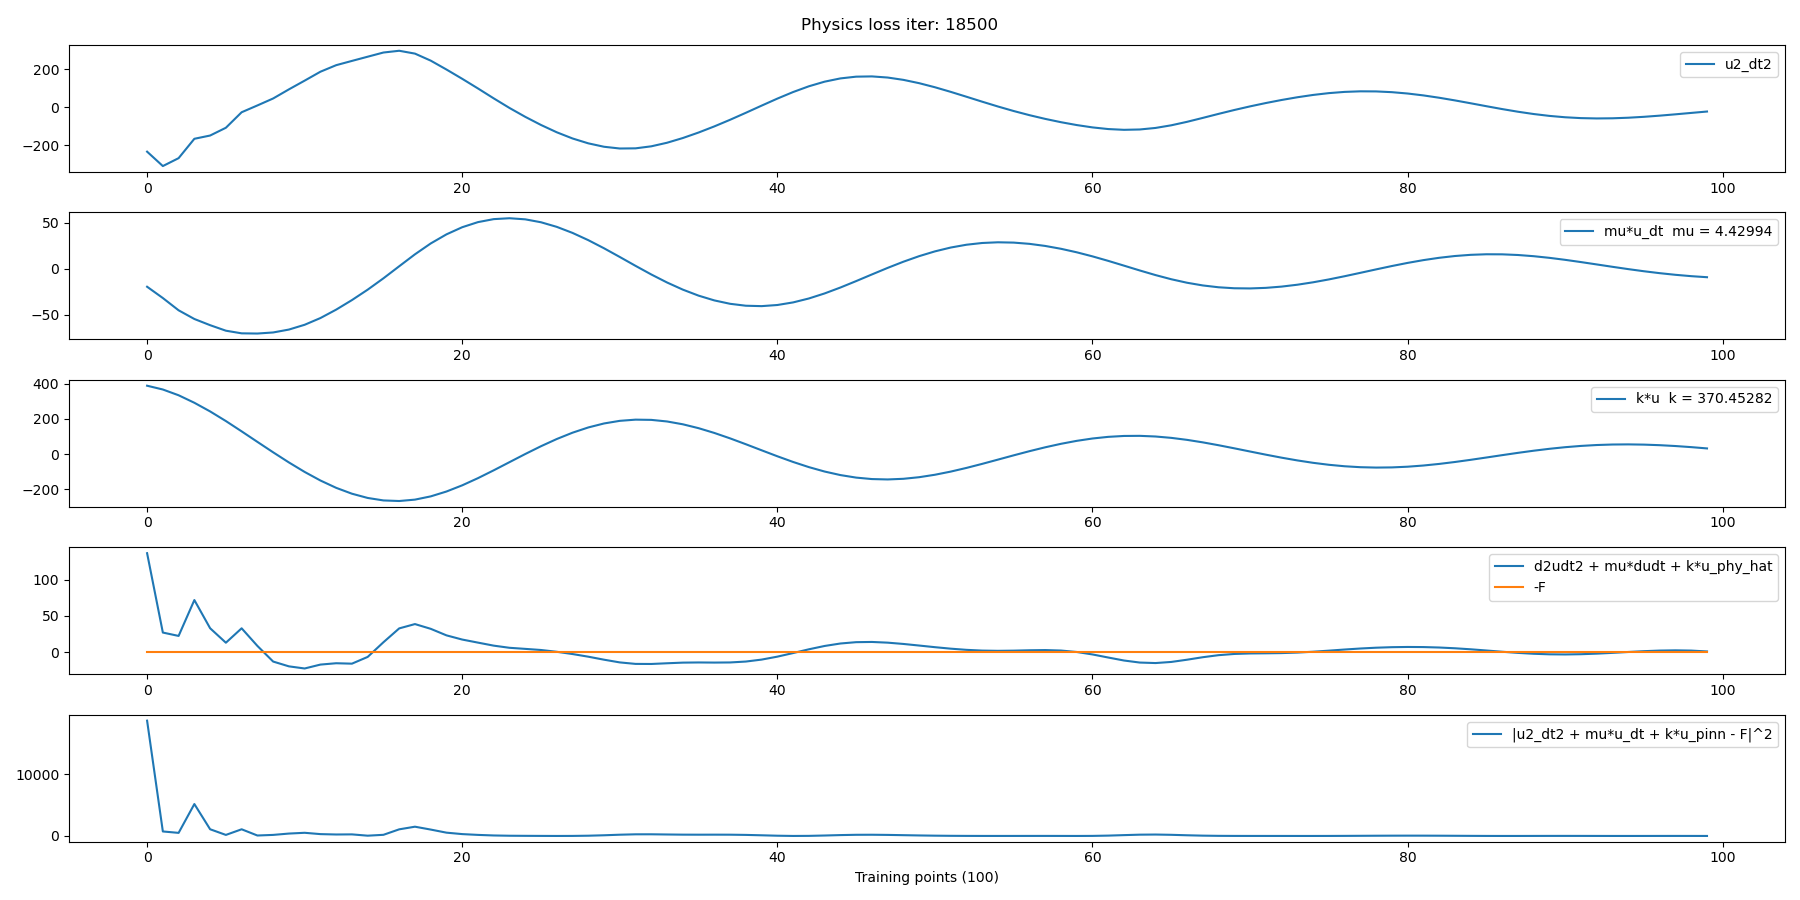 Physics loss iter: 18500
200
0
−200
u2_dt2
0 20 40 60 80 100
50
0
−50
mu*u_dt mu = 4.42994
0 20 40 60 80 100
400
200
0
−200
k*u k = 370.45282
0 20 40 60 80 100
100
50
0
d2udt2 + mu*dudt + k*u_phy_hat
-F
0 20 40 60 80 100
10000
0
|u2_dt2 + mu*u_dt + k*u_pinn - F|^2
0 20 40 60 80 100
Training points (100)